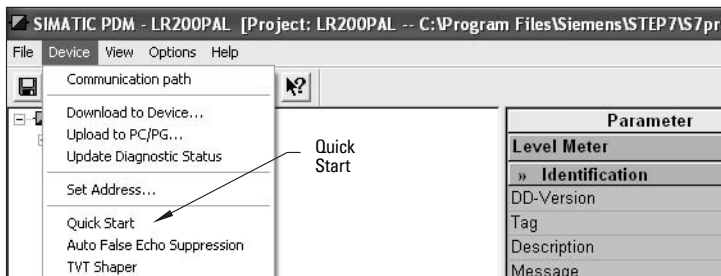 SIMATIC PDM - LR200PAL [Project: LR200PAL -- C:\Program Files\Siemens\STEP7\S7pr
File Device View Options Help
Communication path
Download to Device...
Upload to PC/PG...
Update Diagnostic Status
Set Address...
Quick Start
Auto False Echo Suppression
TVT Shaper
Quick
Start
Parameter
Level Meter
» Identification
DD-Version
Tag
Description
Message